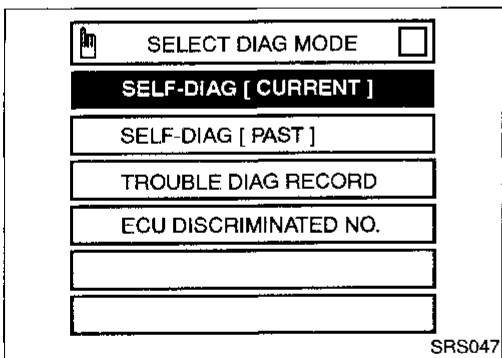 SELECT DIAG MODE
SELF-DIAG [ CURRENT ]
SELF-DIAG [ PAST ]
TROUBLE DIAG RECORD
ECU DISCRIMINATED NO.
SRS047